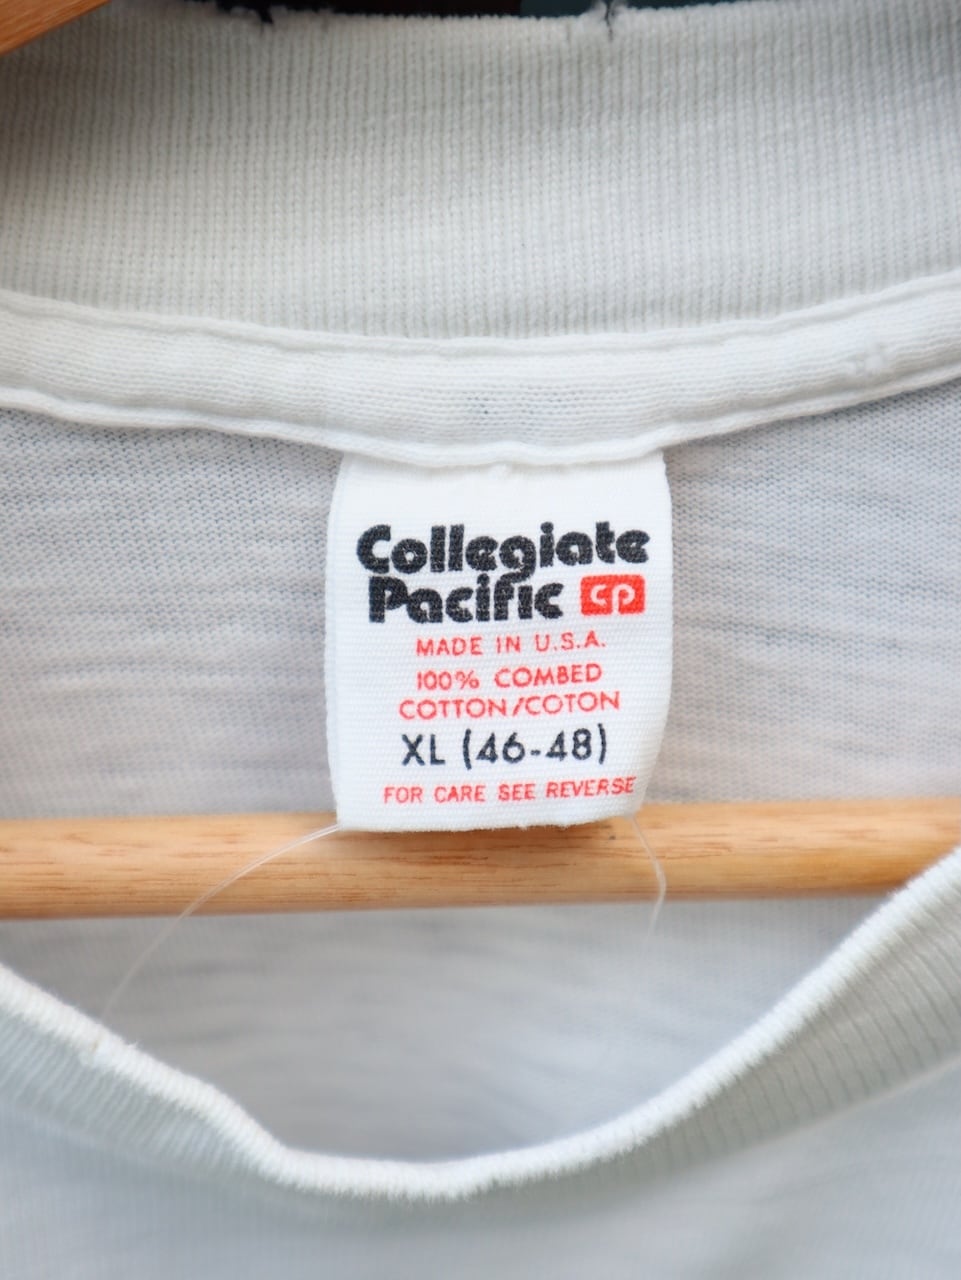 Collegiate
Pacific CP
MADE IN U.S.A.
100% COMBED
COTTON/COTON
XL (46-48)
FOR CARE SEE REVERSE